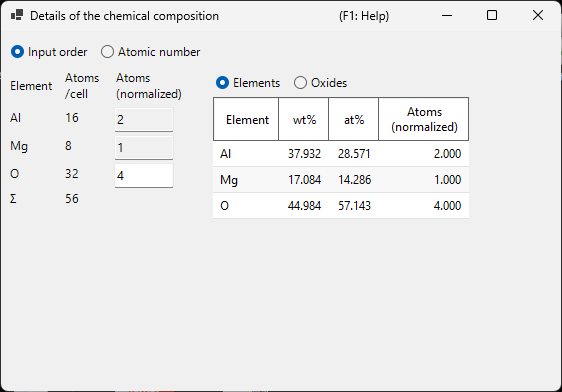 Details of the chemical composition (F1: Help)
Input order Atomic number
Element Atoms /cell Atoms (normalized)
Al 16 2
Mg 8 1
O 32 4
Σ 56
Elements Oxides
Element wt% at% Atoms (normalized)
Al 37.932 28.571 2.000
Mg 17.084 14.286 1.000
O 44.984 57.143 4.000